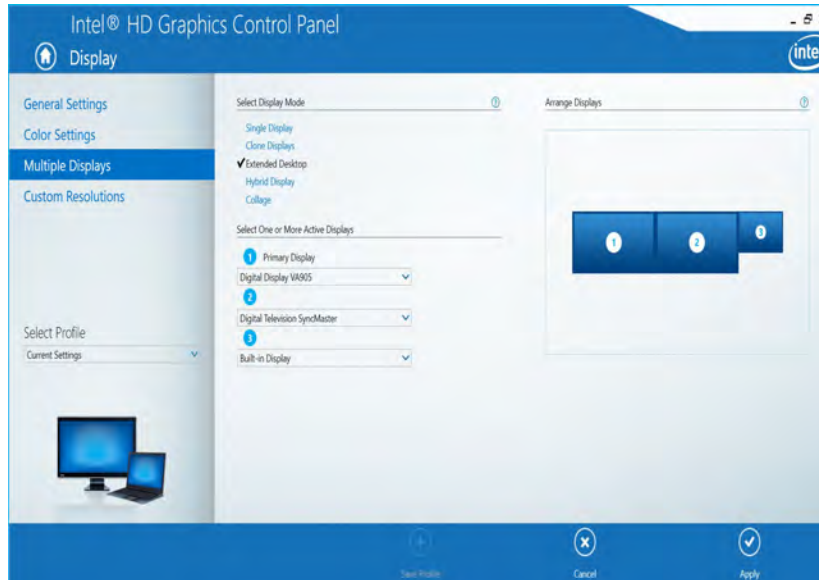 Intel® HD Graphics Control Panel
Display
inte
General Settings
Color Settings
Multiple Displays
Custom Resolutions
Select Profile
Current Settings
Select Display Mode
Single Display
Clone Displays
Extended Desktop
Hybrid Display
Collage
Select One or More Active Displays
1 Primary Display
Digital Display VA905
2
Digital Television SyncMaster
3
Built-in Display
Arrange Displays
1 2 3
Save Profile
Cancel
Apply